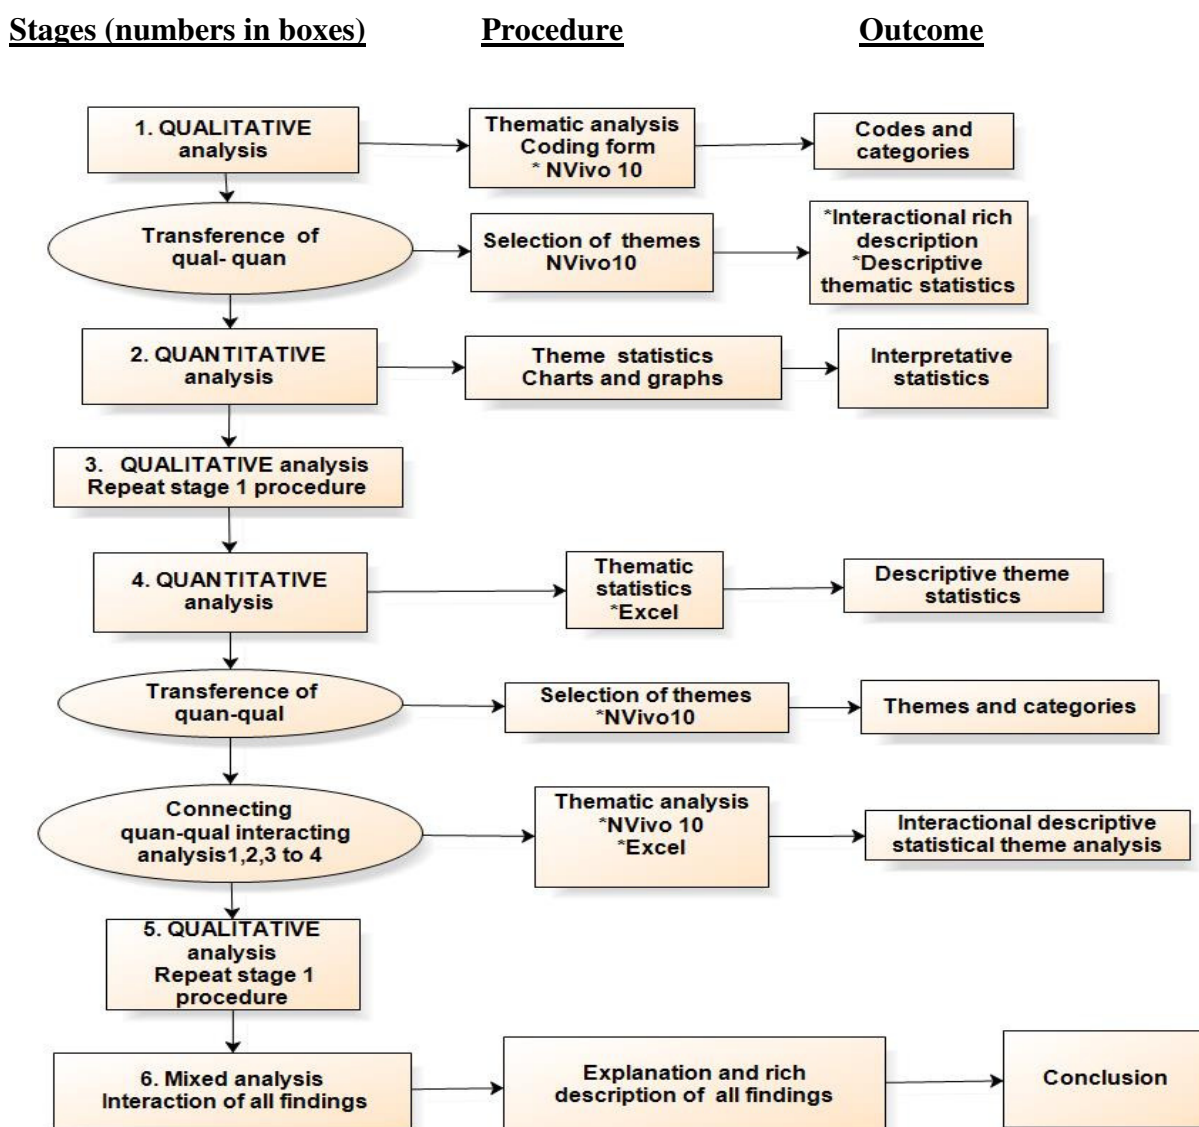 Stages (numbers in boxes)
Procedure
Outcome
1. QUALITATIVE
analysis
Thematic analysis
Coding form
* NVivo 10
Codes and
categories
Transference of
qual- quan
Selection of themes
NVivo10
*Interactional rich
description
*Descriptive
thematic statistics
2. QUANTITATIVE
analysis
Theme statistics
Charts and graphs
Interpretative
statistics
3. QUALITATIVE analysis
Repeat stage 1 procedure
4. QUANTITATIVE
analysis
Thematic
statistics
*Excel
Descriptive theme
statistics
Transference of
quan-qual
Selection of themes
*NVivo10
Themes and categories
Connecting
quan-qual interacting
analysis1,2,3 to 4
Thematic analysis
*NVivo 10
*Excel
Interactional descriptive
statistical theme analysis
5. QUALITATIVE
analysis
Repeat stage 1
procedure
6. Mixed analysis
Interaction of all findings
Explanation and rich
description of all findings
Conclusion